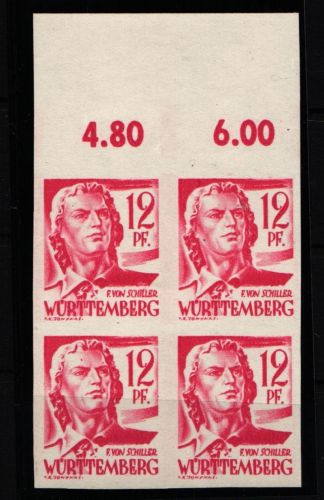 4.80 6.00
12 12
PF. PF.
F. VON SCHILLER F. VON SCHILLER
WÜRTTEMBERG WÜRTTEMBERG
12 12
PF. PF.
F. VON SCHILLER F. VON SCHILLER
WÜRTTEMBERG WÜRTTEMBERG